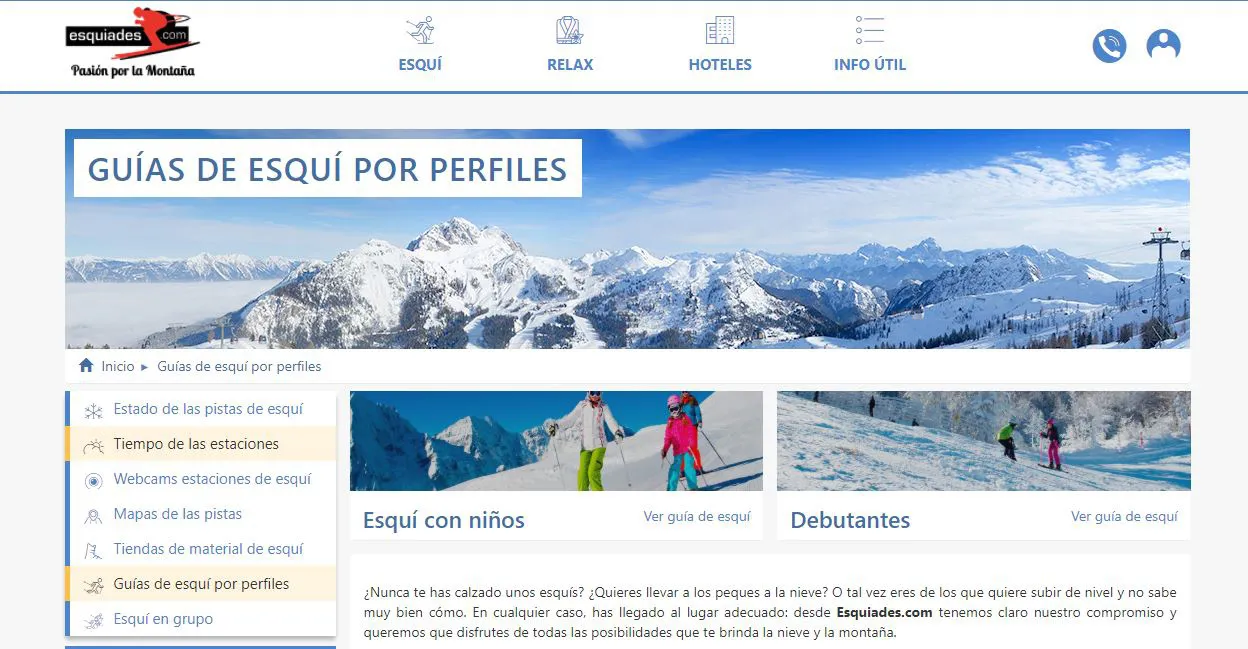 esquiades.com
Pasión por la Montaña
ESQUÍ
RELAX
HOTELES
INFO ÚTIL
GUÍAS DE ESQUÍ POR PERFILES
Inicio ▸ Guías de esquí por perfiles
Estado de las pistas de esquí
Tiempo de las estaciones
Webcams estaciones de esquí
Mapas de las pistas
Tiendas de material de esquí
Guías de esquí por perfiles
Esquí en grupo
Esquí con niños
Ver guía de esquí
Debutantes
Ver guía de esquí
¿Nunca te has calzado unos esquís? ¿Quieres llevar a los peques a la nieve? O tal vez eres de los que quiere subir de nivel y no sabe
muy bien cómo. En cualquier caso, has llegado al lugar adecuado: desde Esquiades.com tenemos claro nuestro compromiso y
queremos que disfrutes de todas las posibilidades que te brinda la nieve y la montaña.